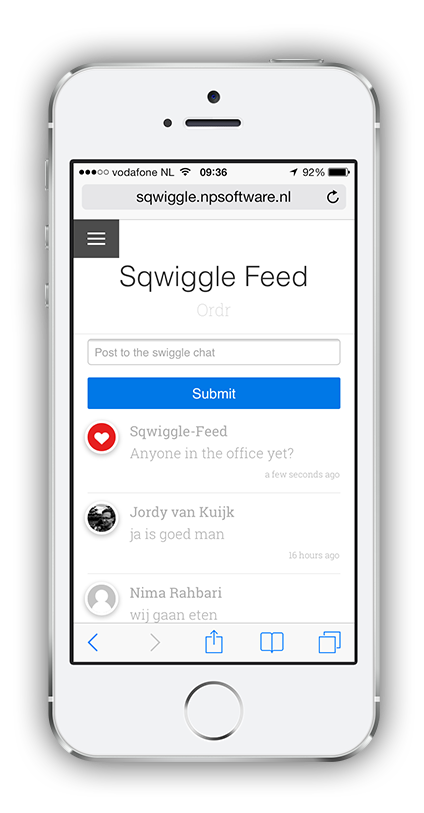 vodafone NL 09:36 92%
sqwiggle.npsoftware.nl
Sqwiggle Feed
Ordr
Post to the swiggle chat
Submit
Sqwiggle-Feed
Anyone in the office yet?
a few seconds ago
Jordy van Kuijk
ja is goed man
16 hours ago
Nima Rahbari
wij gaan eten